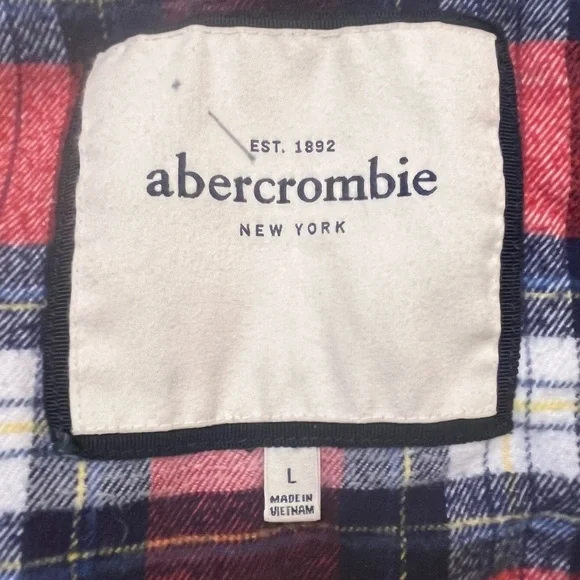 EST. 1892
abercrombie
NEW YORK
L
MADE IN
VIETNAM